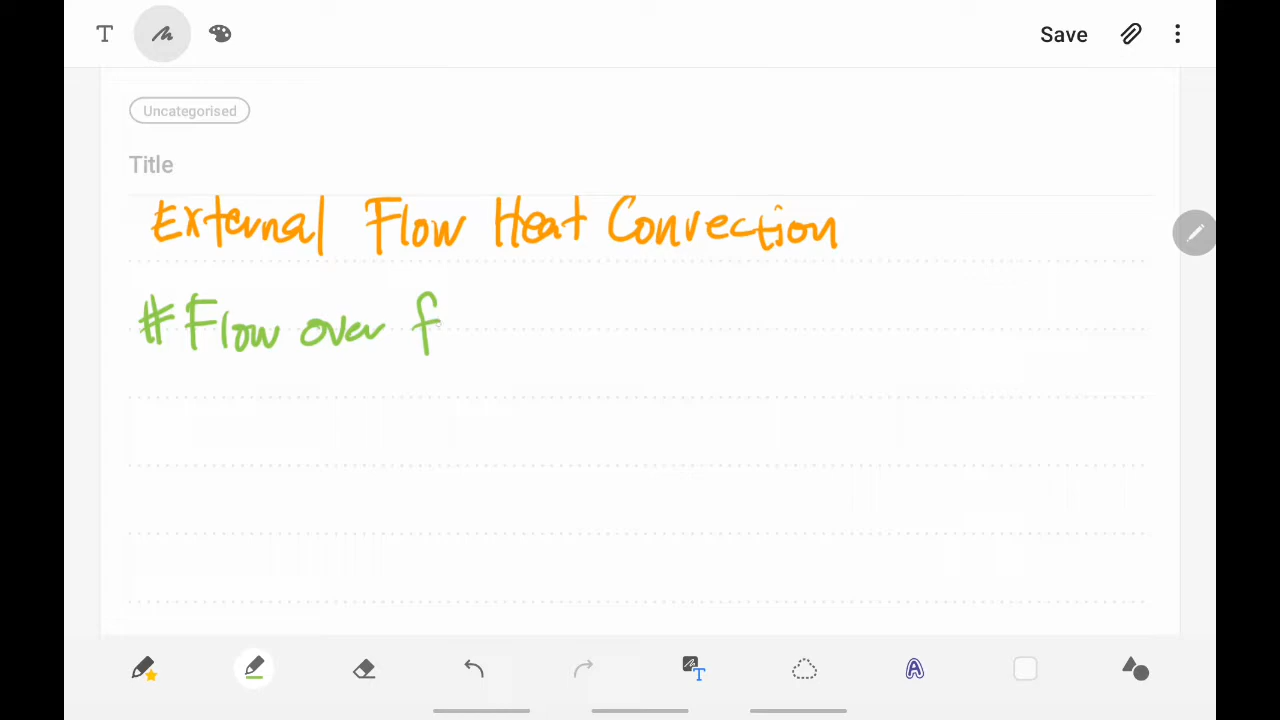 T
Save
Uncategorised
Title
External Flow Heat Convection
#Flow over f
T
A